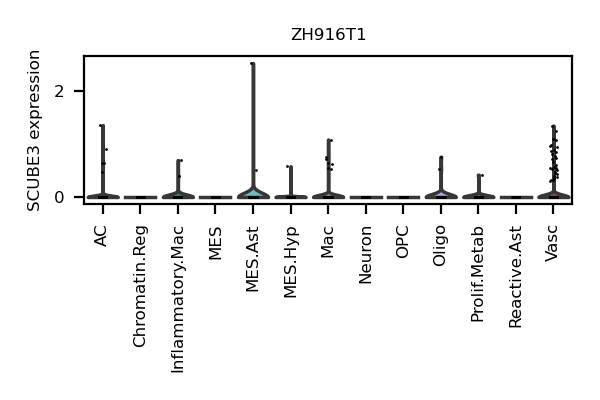 ZH916T1
SCUBE3 expression
2
0
AC
Chromatin.Reg
Inflammatory.Mac
MES
MES.Ast
MES.Hyp
Mac
Neuron
OPC
Oligo
Prolif.Metab
Reactive.Ast
Vasc